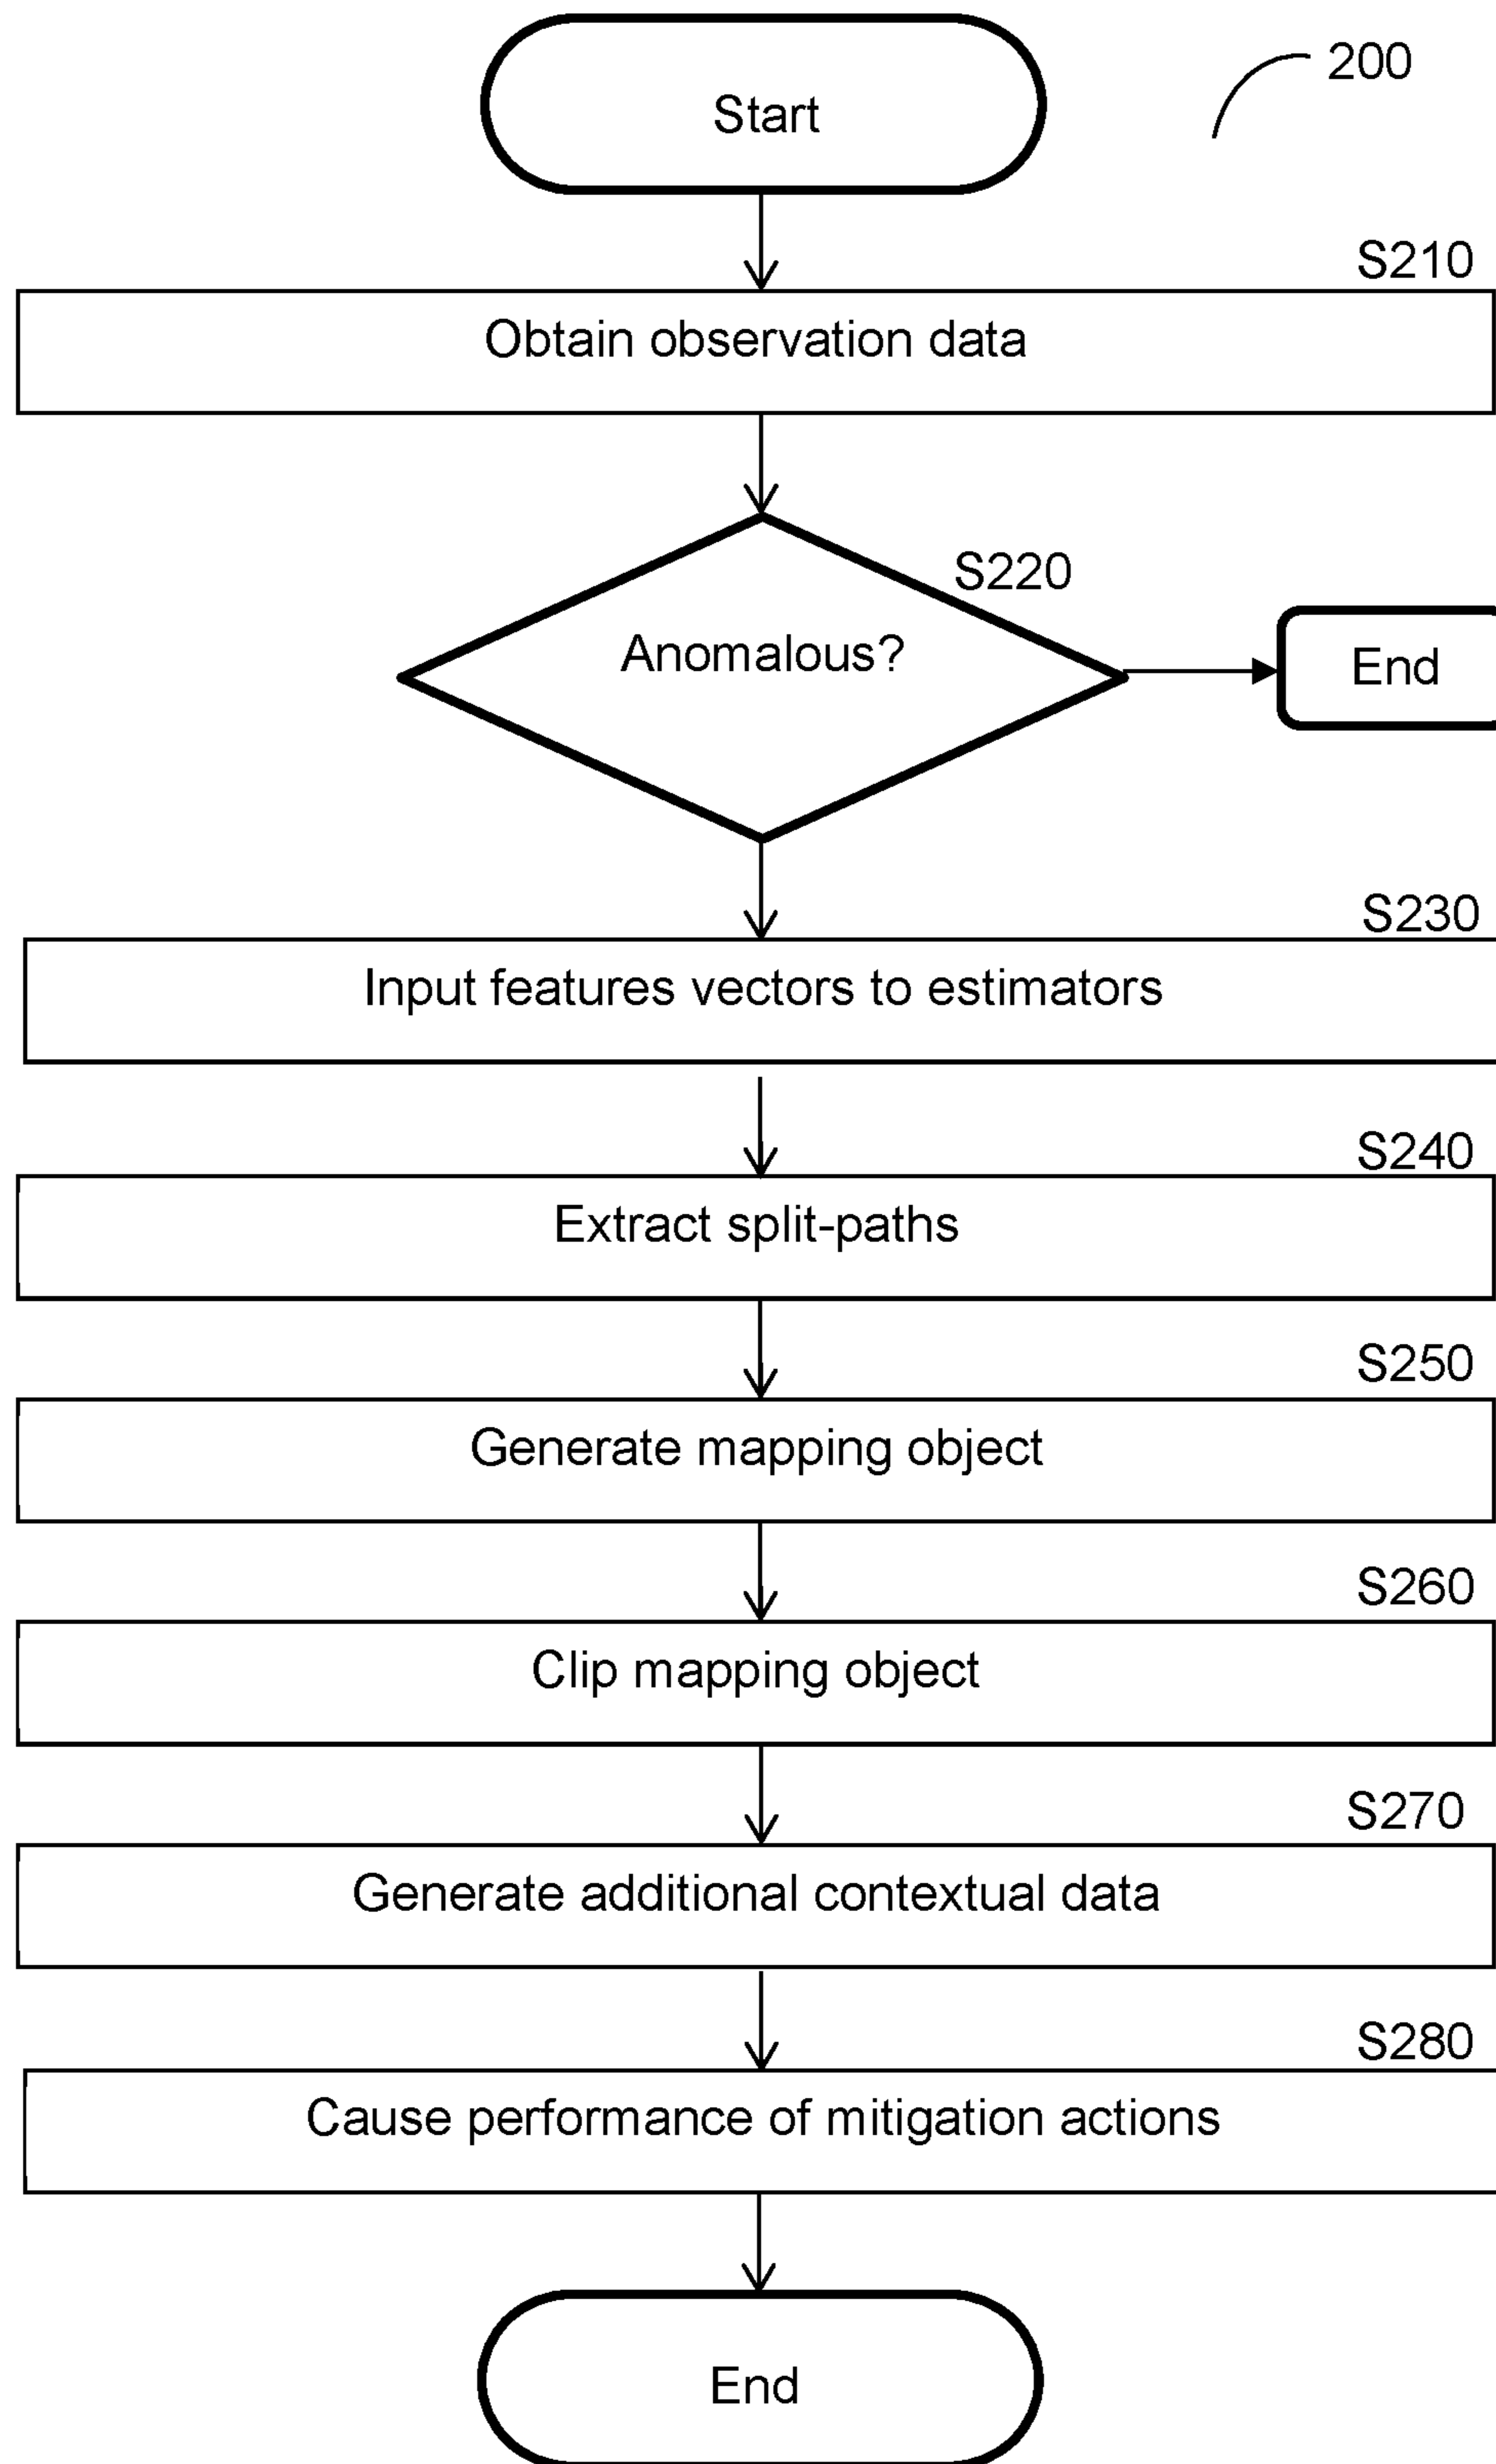 Start
200
S210
Obtain observation data
S220
Anomalous?
End
S230
Input features vectors to estimators
S240
Extract split-paths
S250
Generate mapping object
S260
Clip mapping object
S270
Generate additional contextual data
S280
Cause performance of mitigation actions
End